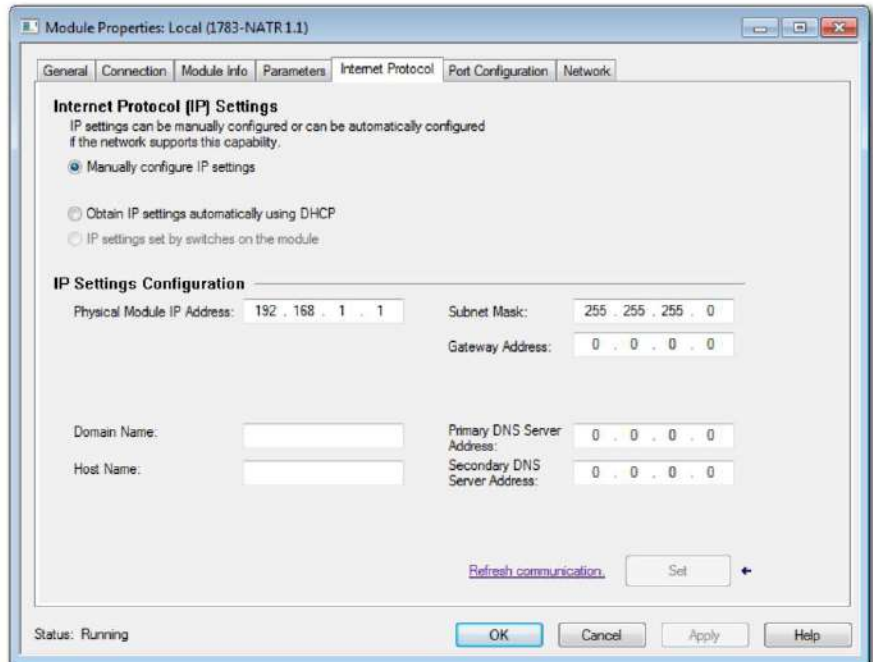 Module Properties: Local (1783-NATR 1.1)
General Connection Module Info Parameters Internet Protocol Port Configuration Network
Internet Protocol (IP) Settings
IP settings can be manually configured or can be automatically configured
if the network supports this capability.
Manually configure IP settings
Obtain IP settings automatically using DHCP
IP settings set by switches on the module
IP Settings Configuration
Physical Module IP Address: 192 . 168 . 1 . 1 Subnet Mask: 255 . 255 . 255 . 0
Gateway Address: 0 . 0 . 0 . 0
Domain Name: Primary DNS Server
Address: 0 . 0 . 0 . 0
Host Name: Secondary DNS
Server Address: 0 . 0 . 0 . 0
Refresh communication. Set
Status: Running OK Cancel Apply Help